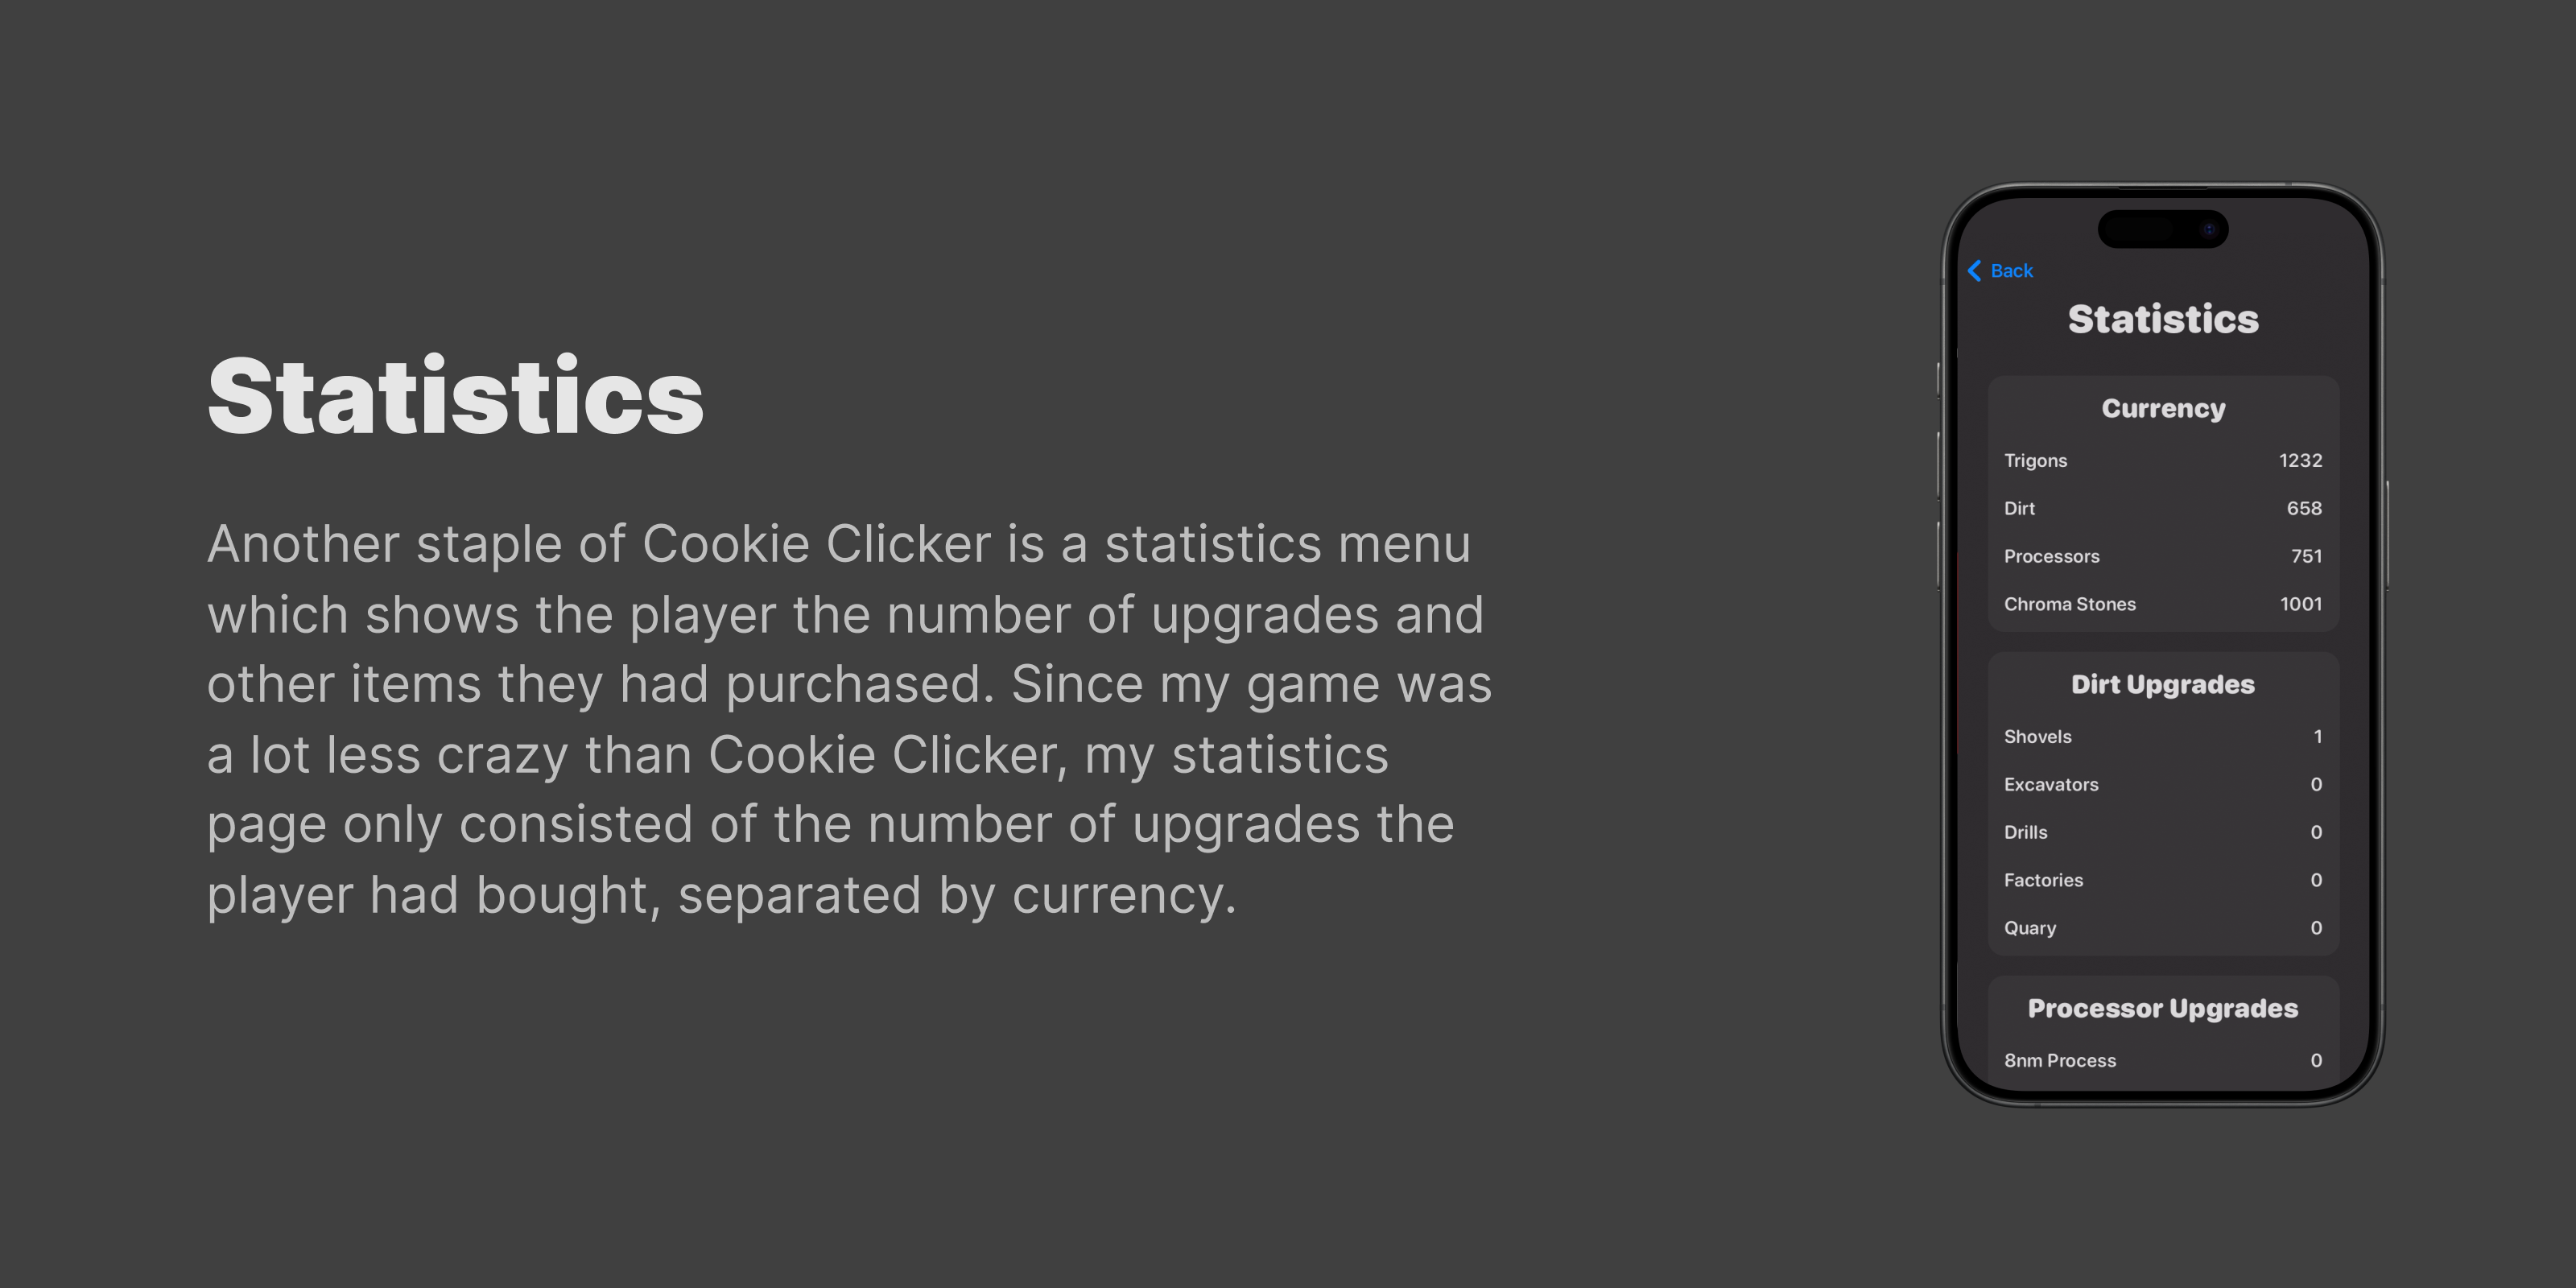 Statistics
Another staple of Cookie Clicker is a statistics menu
which shows the player the number of upgrades and
other items they had purchased. Since my game was
a lot less crazy than Cookie Clicker, my statistics
page only consisted of the number of upgrades the
player had bought, separated by currency.
Back
Statistics
Currency
Trigons 1232
Dirt 658
Processors 751
Chroma Stones 1001
Dirt Upgrades
Shovels 1
Excavators 0
Drills 0
Factories 0
Quary 0
Processor Upgrades
8nm Process 0